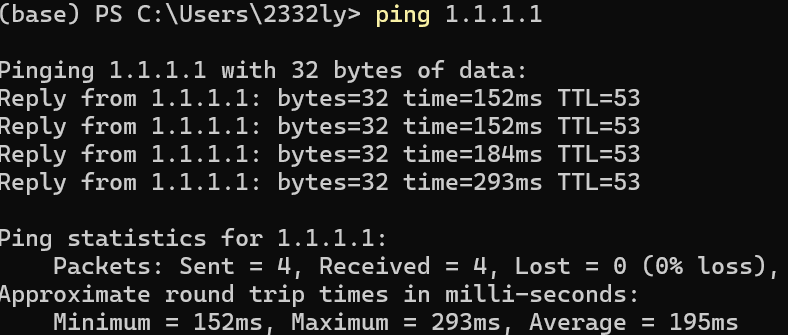 (base) PS C:\Users\2332ly> ping 1.1.1.1
Pinging 1.1.1.1 with 32 bytes of data:
Reply from 1.1.1.1: bytes=32 time=152ms TTL=53
Reply from 1.1.1.1: bytes=32 time=152ms TTL=53
Reply from 1.1.1.1: bytes=32 time=184ms TTL=53
Reply from 1.1.1.1: bytes=32 time=293ms TTL=53
Ping statistics for 1.1.1.1:
    Packets: Sent = 4, Received = 4, Lost = 0 (0% loss),
Approximate round trip times in milli-seconds:
    Minimum = 152ms, Maximum = 293ms, Average = 195ms